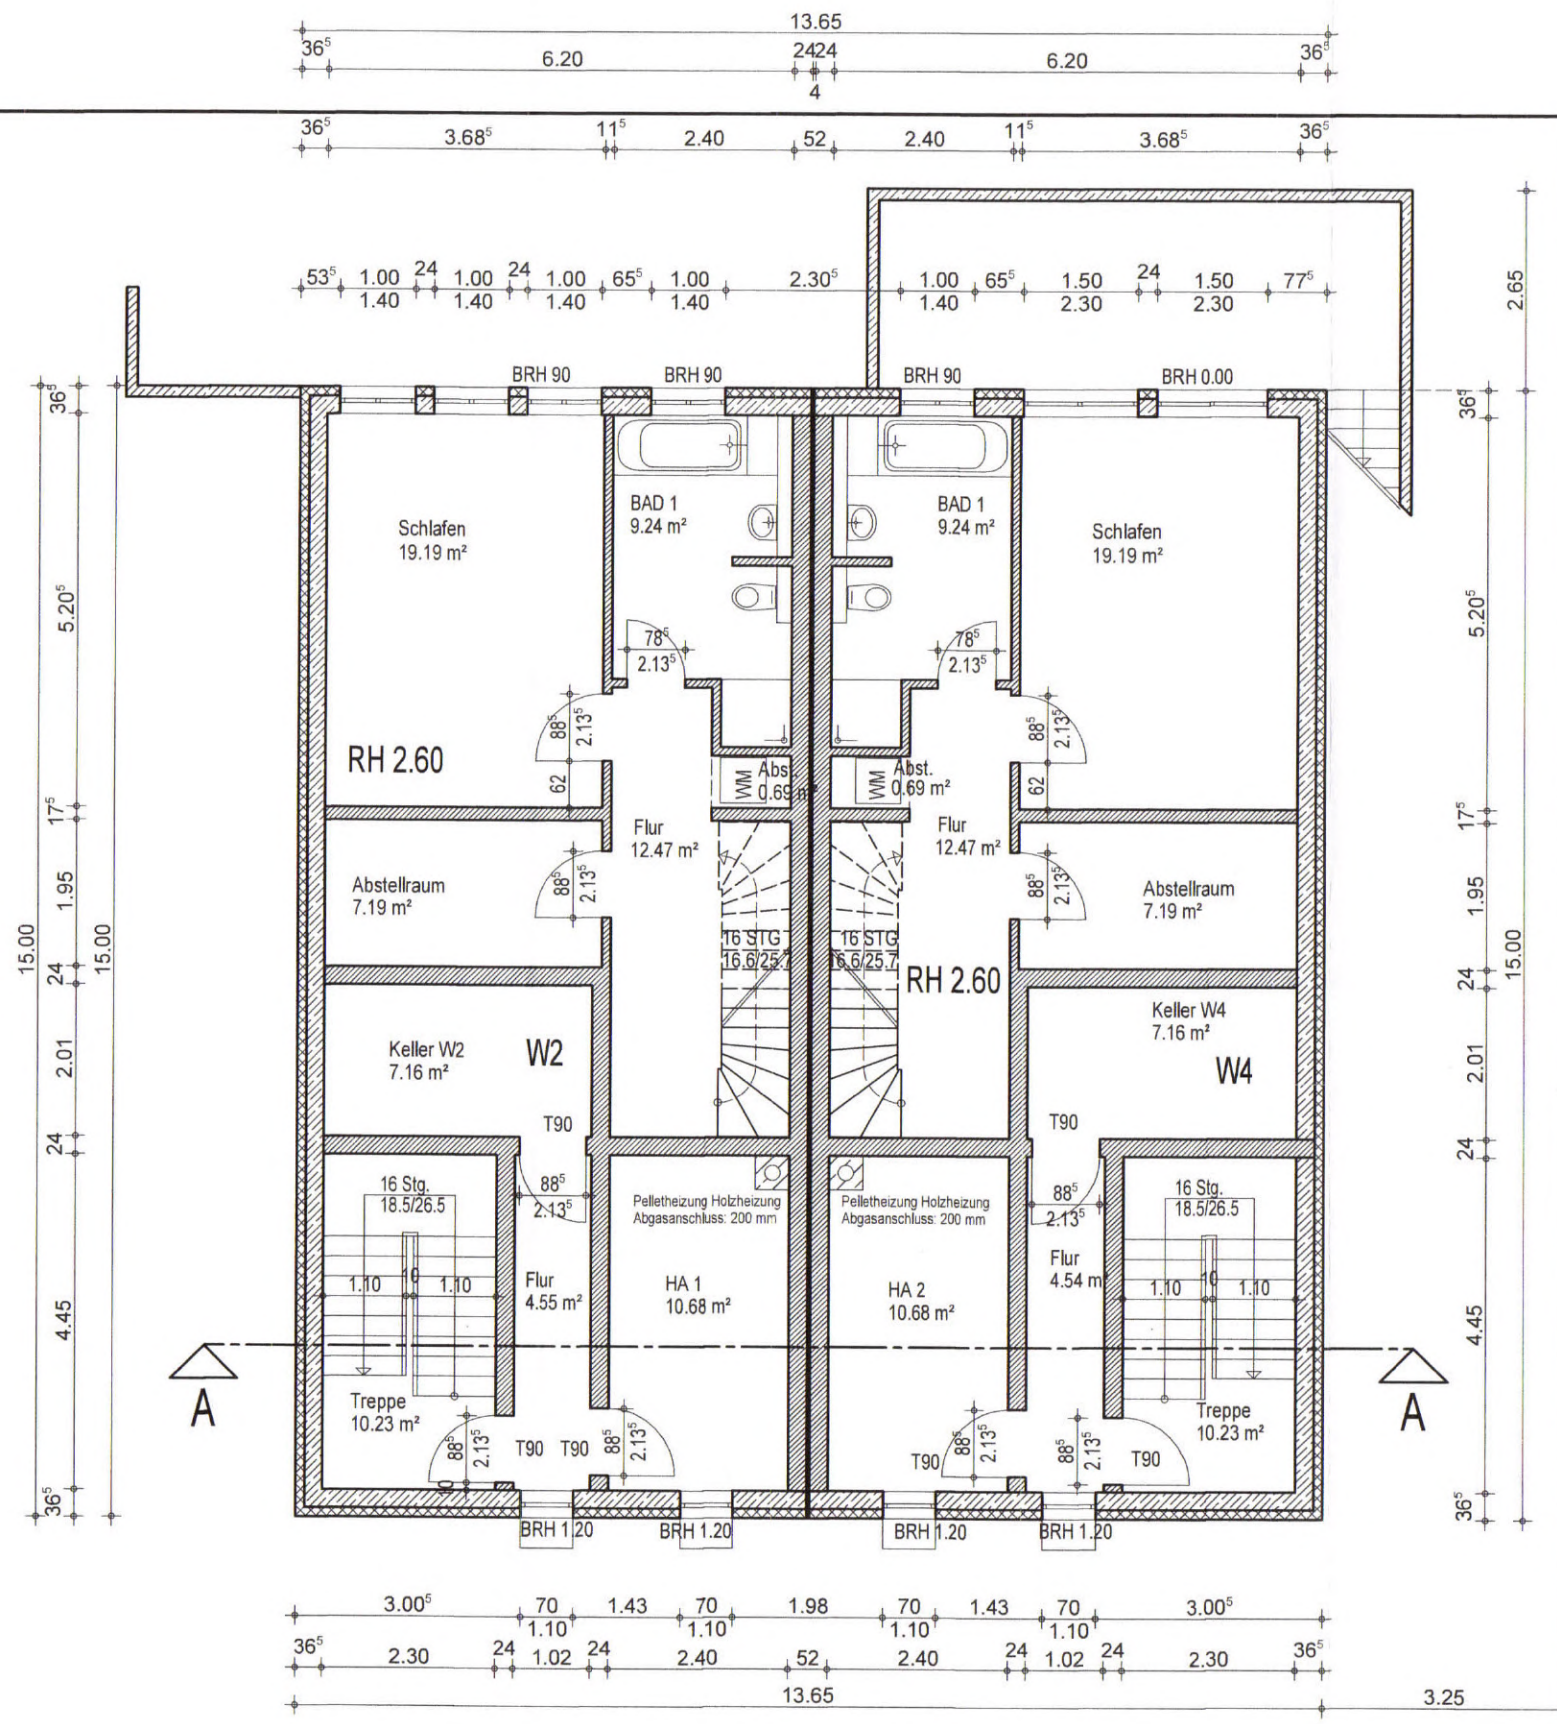 13.65
36⁵ 6.20 24 24 6.20 36⁵
4
36⁵ 3.68⁵ 11⁵ 2.40 52 2.40 11⁵ 3.68⁵ 36⁵
53⁵ 1.00 24 1.00 24 1.00 65⁵ 1.00 2.30⁵ 1.00 65⁵ 1.50 24 1.50 77⁵
1.40 1.40 1.40 1.40 1.40 2.30 2.30
2.65
BRH 90 BRH 90 BRH 90 BRH 0.00
36⁵ 36⁵
BAD 1
9.24 m²
BAD 1
9.24 m²
Schlafen
19.19 m²
Schlafen
19.19 m²
5.20⁵ 5.20⁵
78⁵
2.13⁵
78⁵
2.13⁵
88⁵
2.13⁵
88⁵
2.13⁵
RH 2.60
62
WM
Abst.
0.69 m²
WM
Abst.
0.69 m²
62
17⁵ 17⁵
Flur
12.47 m²
Flur
12.47 m²
Abstellraum
7.19 m²
88⁵
2.13⁵
88⁵
2.13⁵
Abstellraum
7.19 m²
1.95 1.95
15.00 15.00 15.00
16 STG
16.6/25.7
16 STG
16.6/25.7
RH 2.60
24 24
Keller W2
7.16 m²
W2
Keller W4
7.16 m²
W4
2.01 2.01
T90 T90
24 24
16 Stg.
18.5/26.5
88⁵
2.13⁵
Pelletheizung Holzheizung
Abgasanschluss: 200 mm
Pelletheizung Holzheizung
Abgasanschluss: 200 mm
88⁵
2.13⁵
16 Stg.
18.5/26.5
1.10 10 1.10
Flur
4.55 m²
HA 1
10.68 m²
HA 2
10.68 m²
Flur
4.54 m²
1.10 10 1.10
4.45 4.45
A A
Treppe
10.23 m²
Treppe
10.23 m²
88⁵
2.13⁵
T90 T90
88⁵
2.13⁵
T90
88⁵
2.13⁵
88⁵
2.13⁵
T90
10
36⁵ 36⁵
BRH 1.20 BRH 1.20 BRH 1.20 BRH 1.20
3.00⁵ 70 1.43 70 1.98 70 1.43 70 3.00⁵
1.10 1.10 1.10 1.10
36⁵ 2.30 24 1.02 24 2.40 52 2.40 24 1.02 24 2.30 36⁵
13.65 3.25